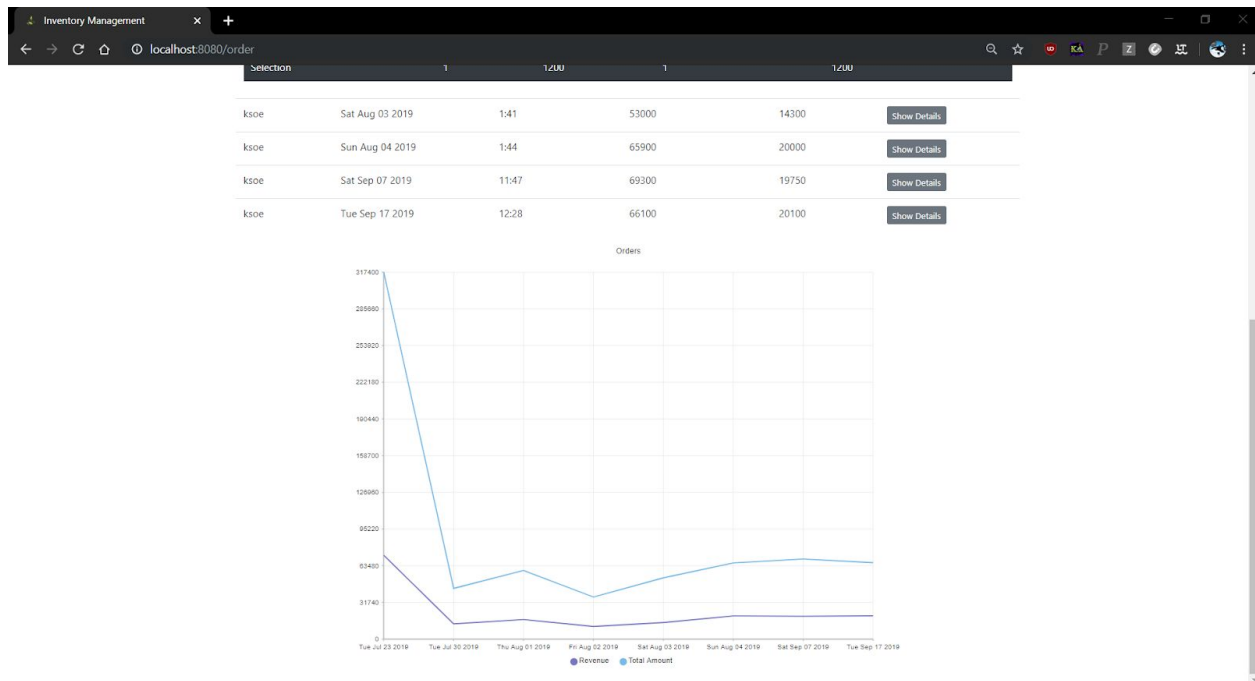 Inventory Management
localhost:8080/order
Selection 1 1200 1 1200
ksoe Sat Aug 03 2019 1:41 53000 14300 Show Details
ksoe Sun Aug 04 2019 1:44 65900 20000 Show Details
ksoe Sat Sep 07 2019 11:47 69300 19750 Show Details
ksoe Tue Sep 17 2019 12:28 66100 20100 Show Details
Orders
317400
285660
253920
222180
190440
158700
126960
95220
63480
31740
0
Tue Jul 23 2019 Tue Jul 30 2019 Thu Aug 01 2019 Fri Aug 02 2019 Sat Aug 03 2019 Sun Aug 04 2019 Sat Sep 07 2019 Tue Sep 17 2019
Revenue Total Amount